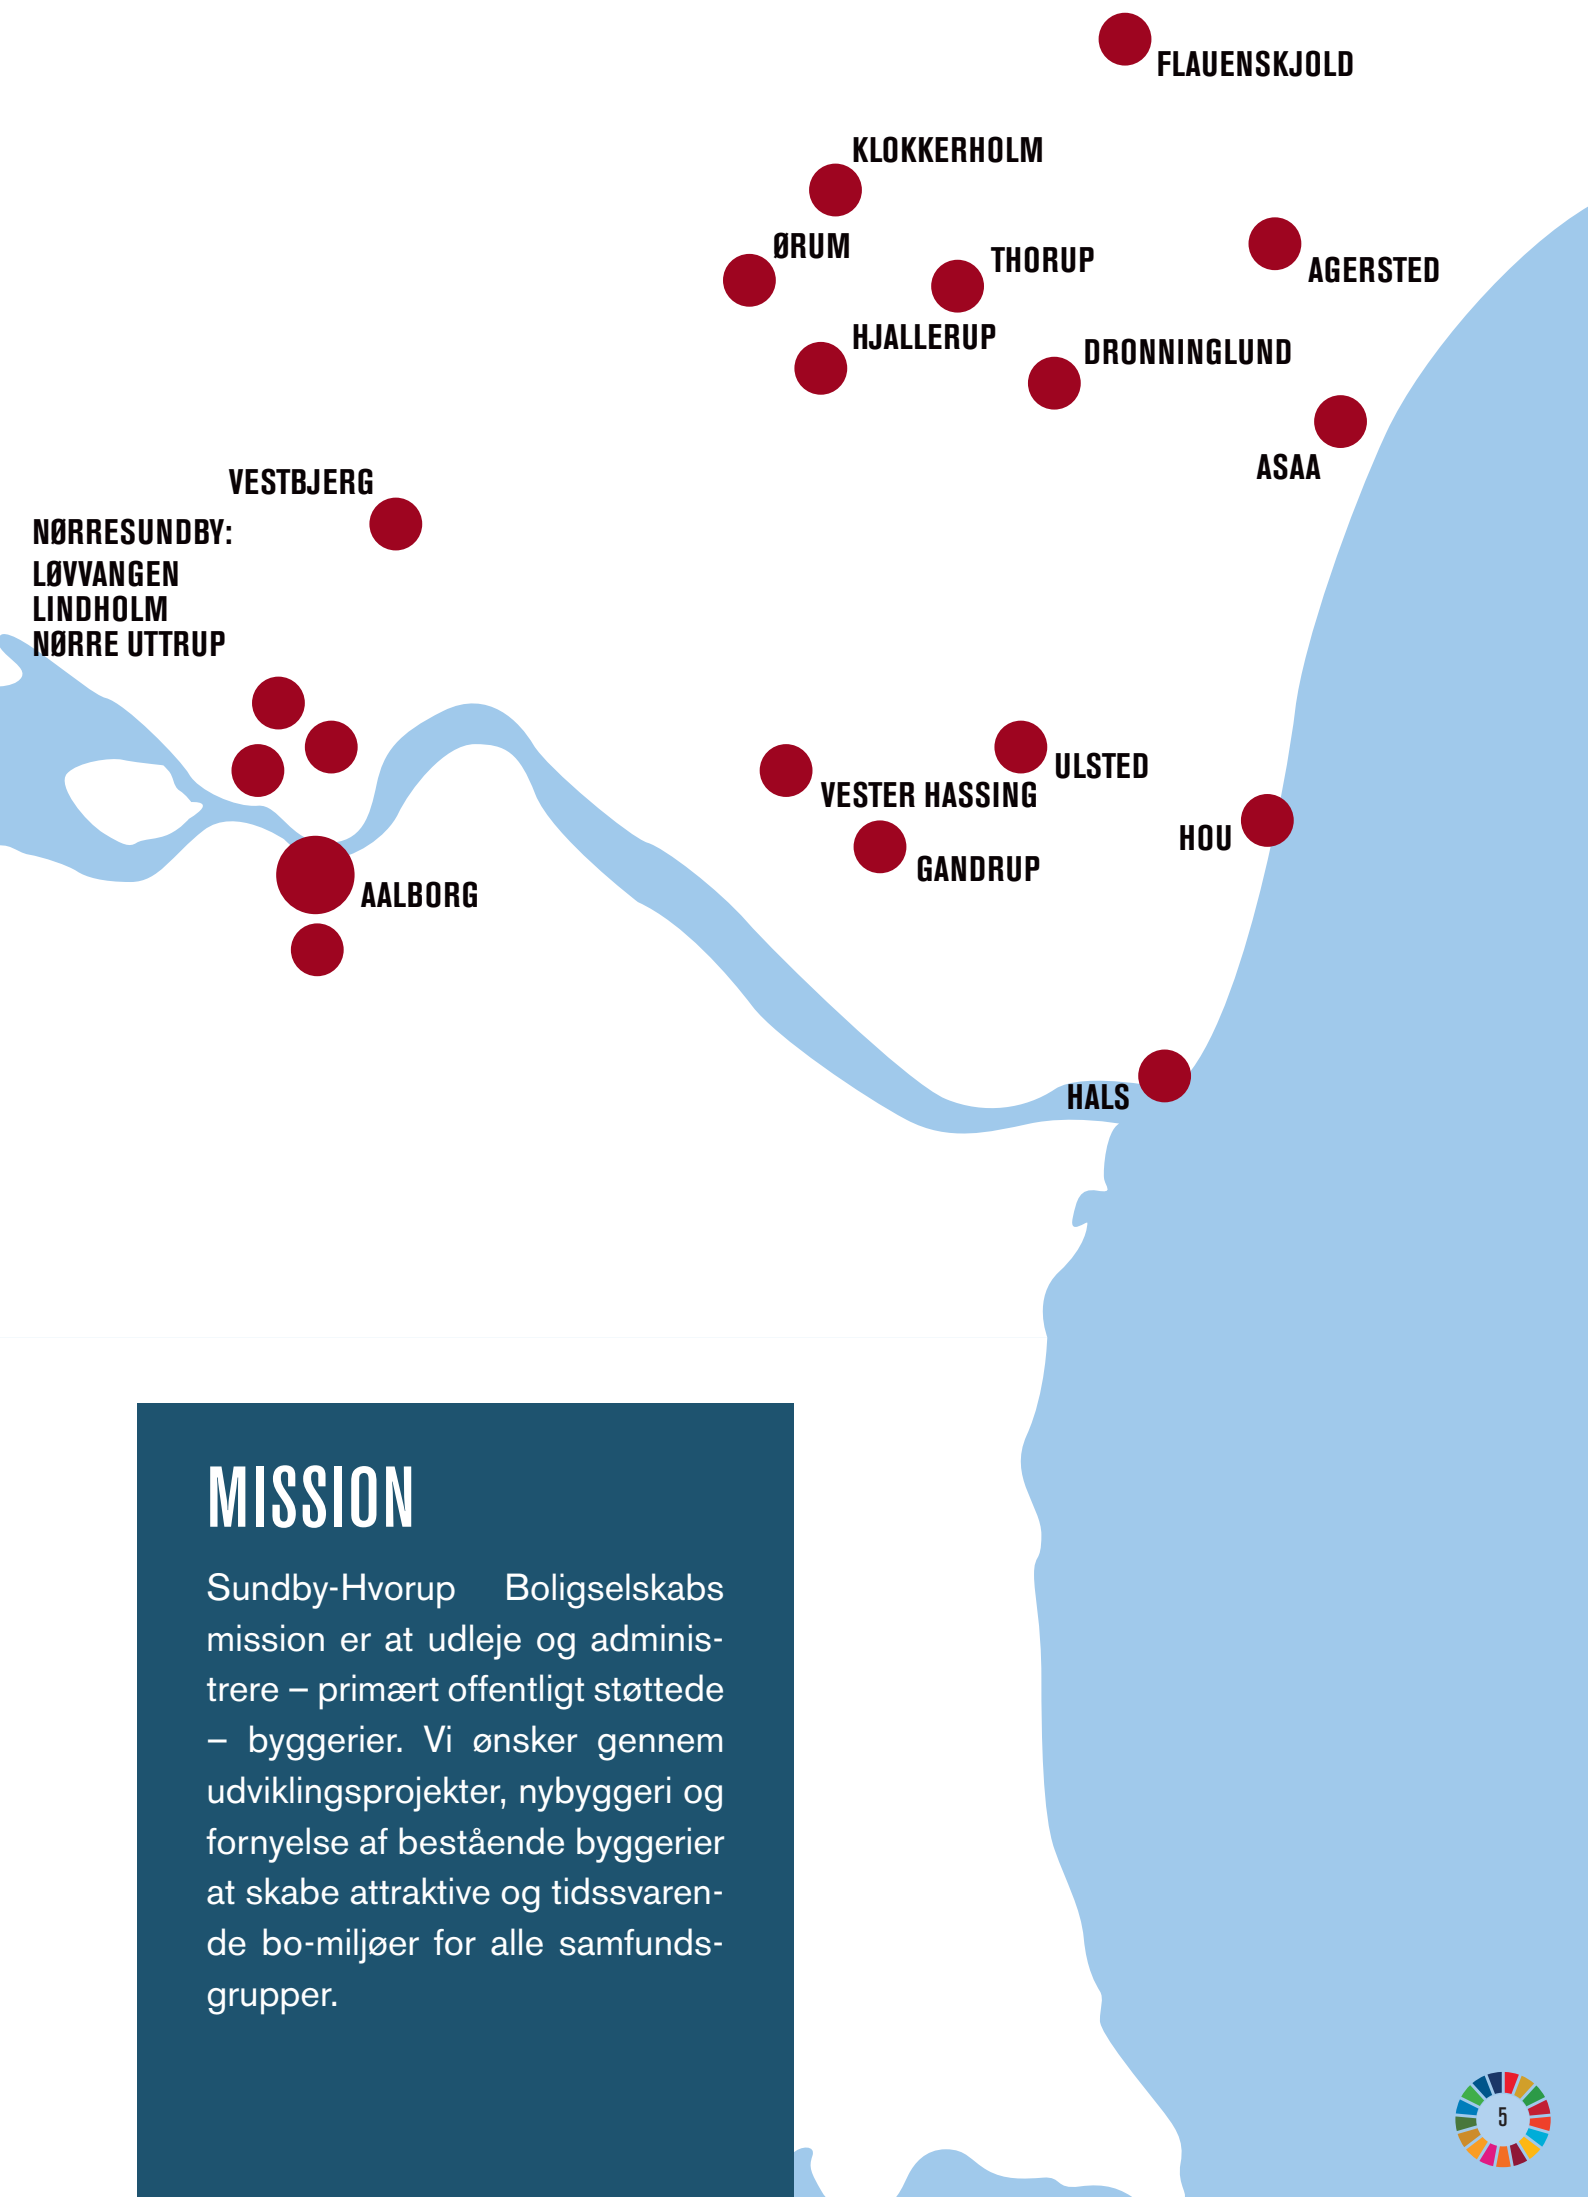 FLAUENSKJOLD
KLOKKERHOLM
ØRUM
THORUP
AGERSTED
HJALLERUP
DRONNINGLUND
ASAA
VESTBJERG
NØRRESUNDBY:
LØVVANGEN
LINDHOLM
NØRRE UTTRUP
ULSTED
VESTER HASSING
HOU
GANDRUP
AALBORG
HALS
MISSION
Sundby-Hvorup Boligselskabs
mission er at udleje og adminis-
trere – primært offentligt støttede
– byggerier. Vi ønsker gennem
udviklingsprojekter, nybyggeri og
fornyelse af bestående byggerier
at skabe attraktive og tidssvaren-
de bo-miljøer for alle samfunds-
grupper.
5